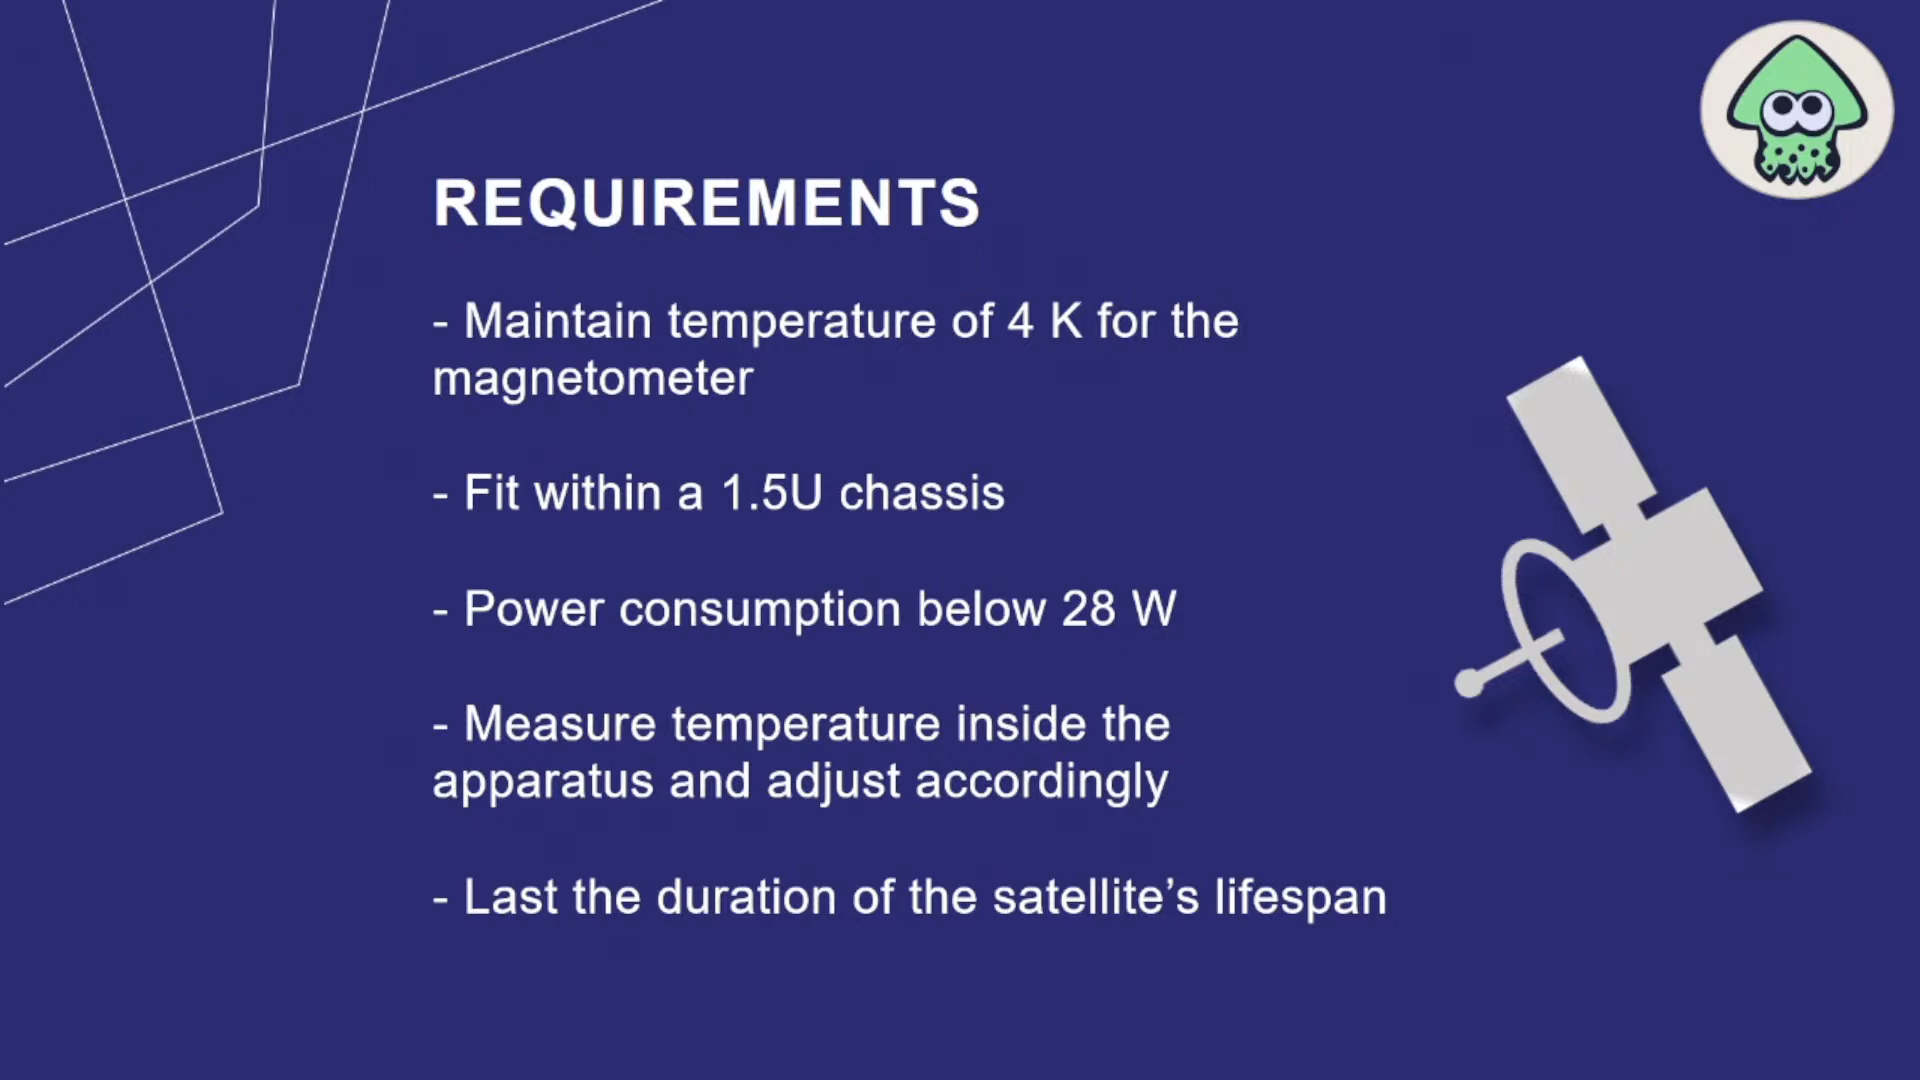 REQUIREMENTS
- Maintain temperature of 4 K for the
magnetometer
- Fit within a 1.5U chassis
- Power consumption below 28 W
- Measure temperature inside the
apparatus and adjust accordingly
- Last the duration of the satellite’s lifespan